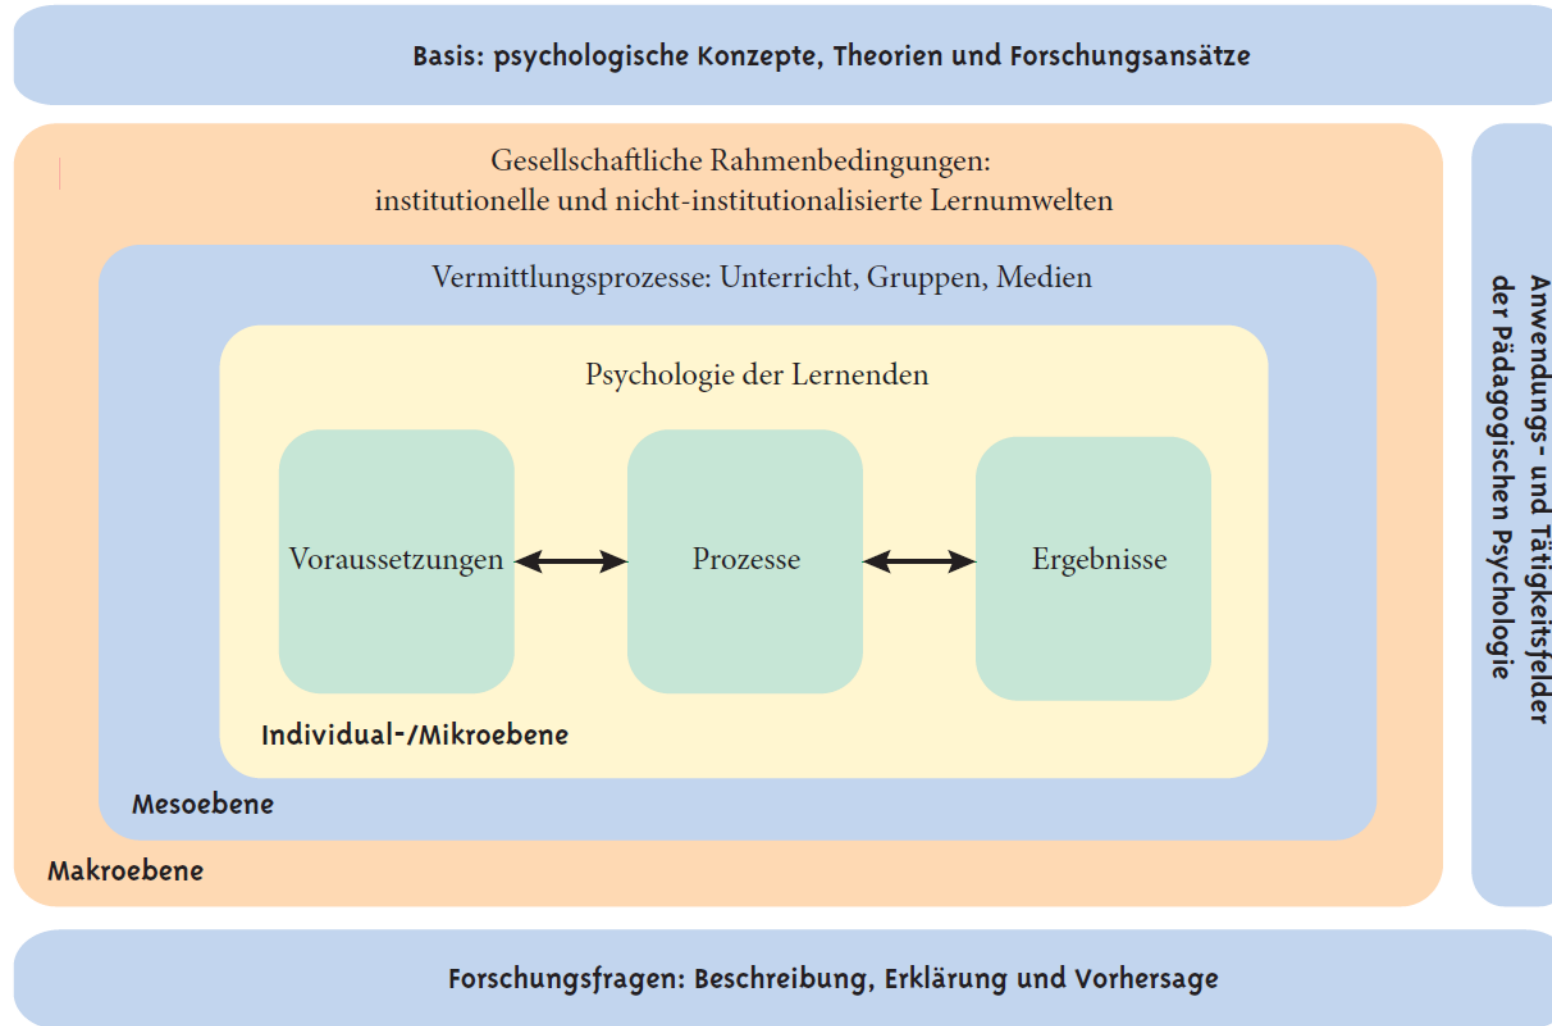 Basis: psychologische Konzepte, Theorien und Forschungsansätze
Gesellschaftliche Rahmenbedingungen:
institutionelle und nicht-institutionalisierte Lernumwelten
Vermittlungsprozesse: Unterricht, Gruppen, Medien
Psychologie der Lernenden
Voraussetzungen
Prozesse
Ergebnisse
Individual-/Mikroebene
Mesoebene
Makroebene
Anwendungs- und Tätigkeitsfelder
der Pädagogischen Psychologie
Forschungsfragen: Beschreibung, Erklärung und Vorhersage